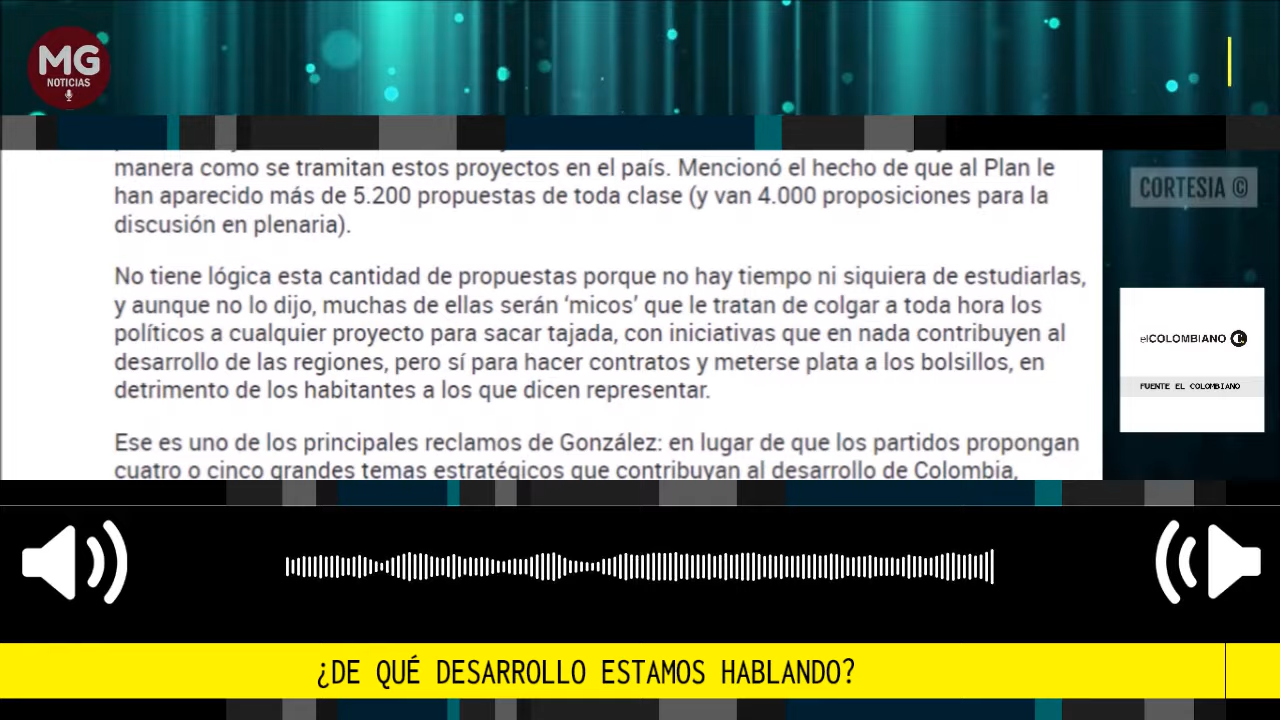 MG
NOTICIAS
manera como se tramitan estos proyectos en el país. Mencionó el hecho de que al Plan le
han aparecido más de 5.200 propuestas de toda clase (y van 4.000 proposiciones para la
discusión en plenaria).
No tiene lógica esta cantidad de propuestas porque no hay tiempo ni siquiera de estudiarlas,
y aunque no lo dijo, muchas de ellas serán ‘micos’ que le tratan de colgar a toda hora los
políticos a cualquier proyecto para sacar tajada, con iniciativas que en nada contribuyen al
desarrollo de las regiones, pero sí para hacer contratos y meterse plata a los bolsillos, en
detrimento de los habitantes a los que dicen representar.
Ese es uno de los principales reclamos de González: en lugar de que los partidos propongan
cuatro o cinco grandes temas estratégicos que contribuyan al desarrollo de Colombia,
CORTESIA ©
elCOLOMBIANO C
FUENTE EL COLOMBIANO
¿DE QUÉ DESARROLLO ESTAMOS HABLANDO?